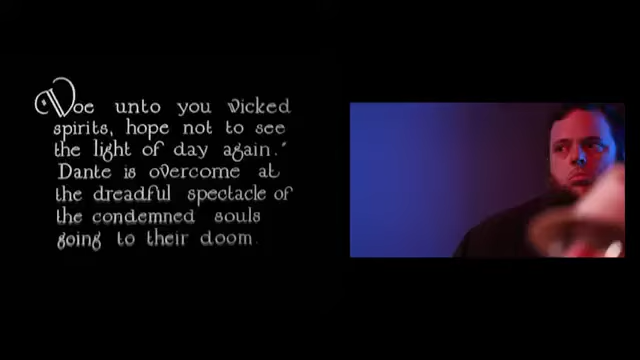 "Woe unto you wicked
spirits, hope not to see
the light of day again."
Dante is overcome at
the dreadful spectacle of
the condemned souls
going to their doom.